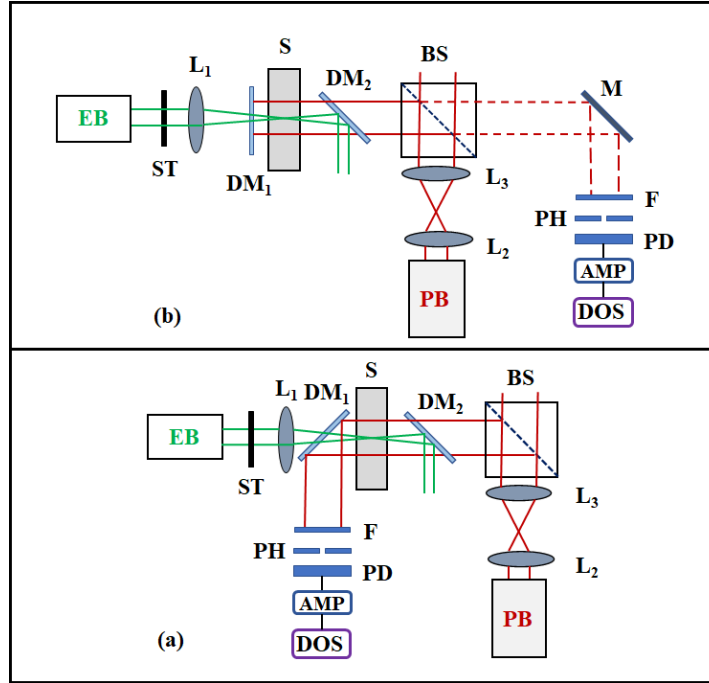 S
BS
L1
DM2
M
EB
ST
DM1
L3
F
PH
PD
L2
AMP
PB
DOS
(b)
S
BS
L1
DM1
DM2
EB
ST
L3
F
PH
PD
L2
AMP
PB
DOS
(a)